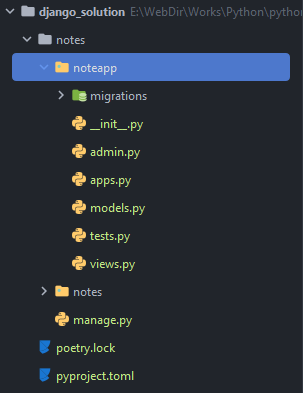 django_solution E:\WebDir\Works\Python\python
notes
noteapp
migrations
__init__.py
admin.py
apps.py
models.py
tests.py
views.py
notes
manage.py
poetry.lock
pyproject.toml